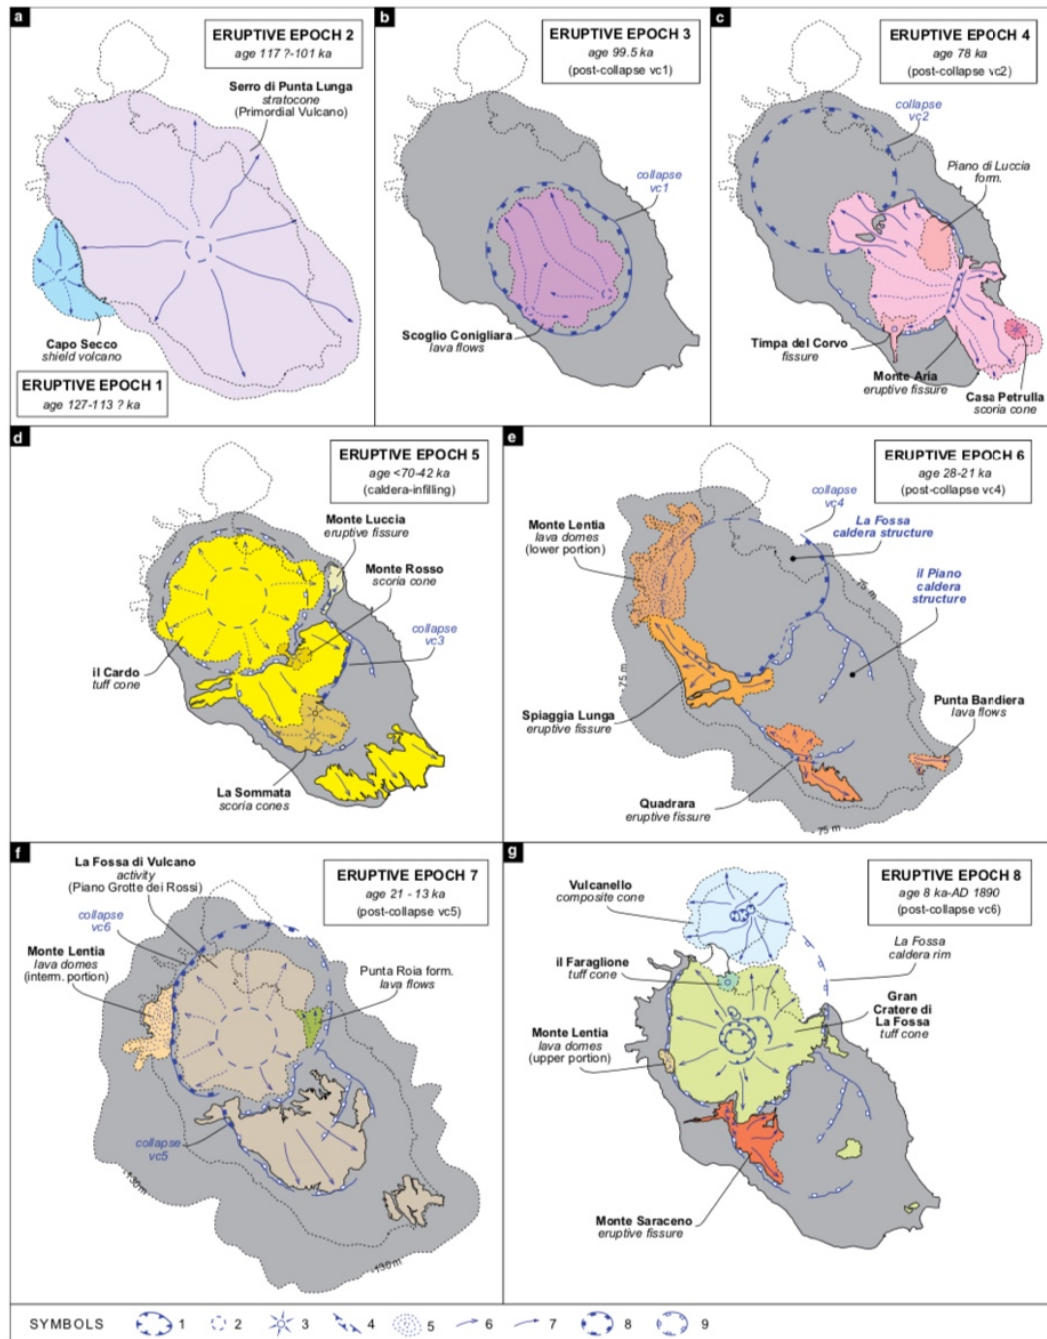 a
ERUPTIVE EPOCH 2
age 117 ?-101 ka
Serro di Punta Lunga
stratocone
(Primordial Vulcano)
Capo Secco
shield volcano
ERUPTIVE EPOCH 1
age 127-113 ? ka
b
ERUPTIVE EPOCH 3
age 99.5 ka
(post-collapse vc1)
collapse
vc1
Scoglio Conigliara
lava flows
c
ERUPTIVE EPOCH 4
age 78 ka
(post-collapse vc2)
collapse
vc2
Piano di Luccia
form.
Timpa del Corvo
fissure
Monte Aria
eruptive fissure
Casa Petrulla
scoria cone
d
ERUPTIVE EPOCH 5
age <70-42 ka
(caldera-infilling)
Monte Luccia
eruptive fissure
Monte Rosso
scoria cone
collapse
vc3
il Cardo
tuff cone
La Sommata
scoria cones
e
ERUPTIVE EPOCH 6
age 28-21 ka
(post-collapse vc4)
collapse
vc4
Monte Lentia
lava domes
(lower portion)
La Fossa
caldera structure
il Piano
caldera
structure
-75 m
-75 m
Spiaggia Lunga
eruptive fissure
Punta Bandiera
lava flows
Quadrara
eruptive fissure
-75 m
f
La Fossa di Vulcano
activity
(Piano Grotte dei Rossi)
ERUPTIVE EPOCH 7
age 21 - 13 ka
(post-collapse vc5)
collapse
vc6
Monte Lentia
lava domes
(interm. portion)
Punta Roia form.
lava flows
collapse
vc5
-130 m
-130 m
g
ERUPTIVE EPOCH 8
age 8 ka-AD 1890
(post-collapse vc6)
Vulcanello
composite cone
il Faraglione
tuff cone
La Fossa
caldera rim
Gran
Cratere di
La Fossa
tuff cone
Monte Lentia
lava domes
(upper portion)
Monte Saraceno
eruptive fissure
SYMBOLS 1 2 3 4 5 6 7 8 9